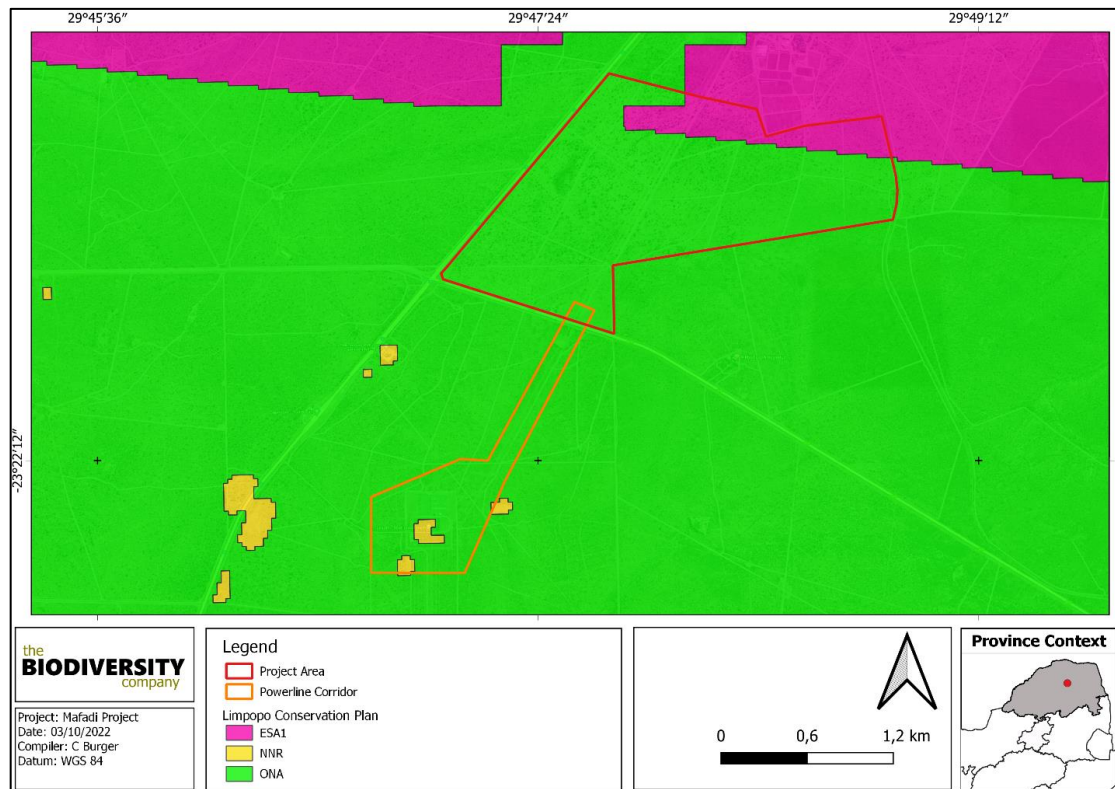 29°45′36″ 29°47′24″ 29°49′12″
-23°22′12″
the
BIODIVERSITY
company
Project: Mafadi Project
Date: 03/10/2022
Compiler: C Burger
Datum: WGS 84
Legend
Project Area
Powerline Corridor
Limpopo Conservation Plan
ESA1
NNR
ONA
0 0,6 1,2 km
Province Context